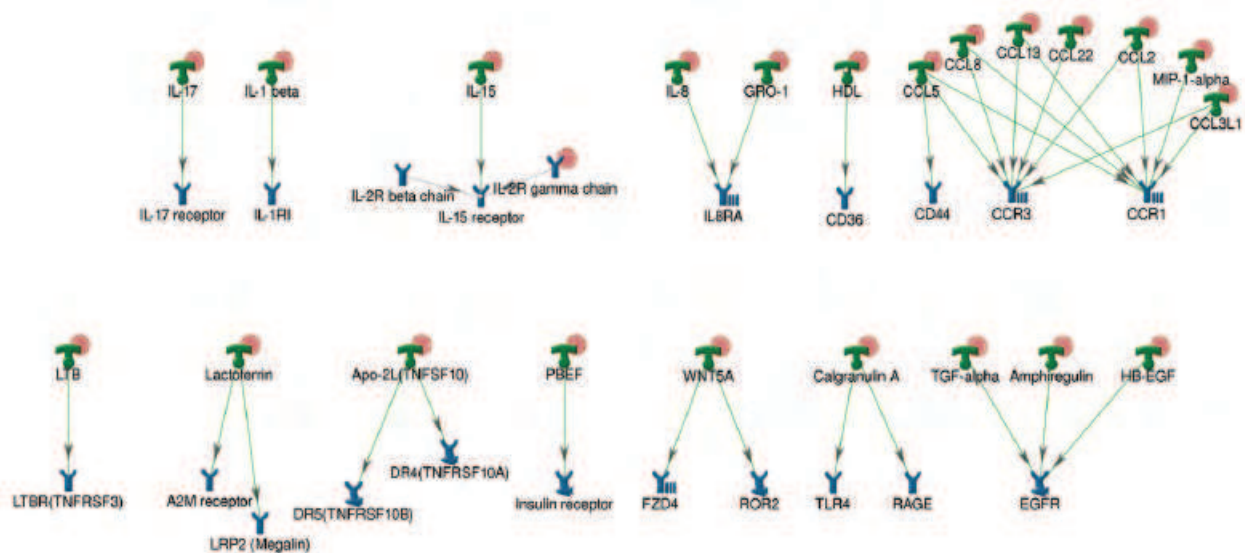 CCL8
CCL13
CCL22
CCL2
MIP-1-alpha
IL-17
IL-1 beta
IL-15
IL-8
GRO-1
HDL
CCL5
CCL3L1
IL-2R beta chain
IL-2R gamma chain
IL-17 receptor
IL-1RII
IL-15 receptor
IL8RA
CD36
CD44
CCR3
CCR1
LTB
Lactoferrin
Apo-2L(TNFSF10)
PBEF
WNT5A
Calgranulin A
TGF-alpha
Amphiregulin
HB-EGF
DR4(TNFRSF10A)
LTBR(TNFRSF3)
A2M receptor
DR5(TNFRSF10B)
Insulin receptor
FZD4
ROR2
TLR4
RAGE
EGFR
LRP2 (Megalin)